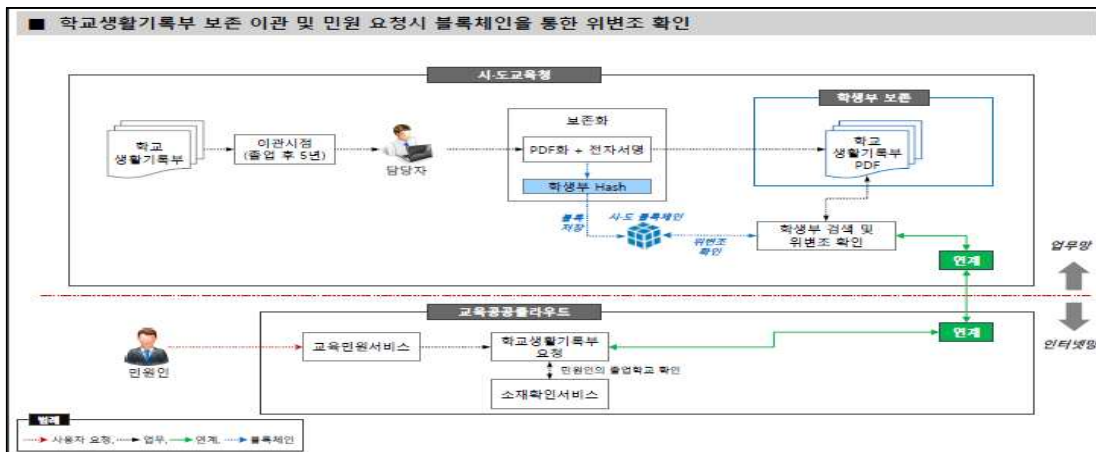 ■ 학교생활기록부 보존 이관 및 민원 요청시 블록체인을 통한 위변조 확인
시·도교육청
학생부 보존
학교
생활기록부
이관시점
(졸업 후 5년)
담당자
보존화
PDF화 + 전자서명
학생부 Hash
학교
생활기록부
PDF
블록
저장
시·도 블록체인
위변조
확인
학생부 검색 및
위변조 확인
연계
업무망
교육공공클라우드
연계
인터넷망
민원인
교육민원서비스
학교생활기록부
요청
민원인의 졸업학교 확인
소재확인서비스
범례
사용자 요청, 업무, 연계, 블록체인